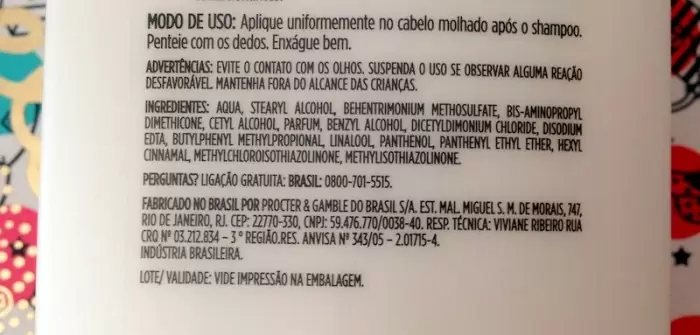 MODO DE USO: Aplique uniformemente no cabelo molhado após o shampoo.
Penteie com os dedos. Enxágue bem.
ADVERTÊNCIAS: EVITE O CONTATO COM OS OLHOS. SUSPENDA O USO SE OBSERVAR ALGUMA REAÇÃO
DESFAVORÁVEL. MANTENHA FORA DO ALCANCE DAS CRIANÇAS.
INGREDIENTES: AQUA, STEARYL ALCOHOL, BEHENTRIMONIUM METHOSULFATE, BIS-AMINOPROPYL
DIMETHICONE, CETYL ALCOHOL, PARFUM, BENZYL ALCOHOL, DICETYLDIMONIUM CHLORIDE, DISODIUM
EDTA, BUTYLPHENYL METHYLPROPIONAL, LINALOOL, PANTHENOL, PANTHENYL ETHYL ETHER, HEXYL
CINNAMAL, METHYLCHLOROISOTHIAZOLINONE, METHYLISOTHIAZOLINONE.
PERGUNTAS? LIGAÇÃO GRATUITA: BRASIL: 0800-701-5515.
FABRICADO NO BRASIL POR PROCTER & GAMBLE DO BRASIL S/A. EST. MAL. MIGUEL S. M. DE MORAIS, 747,
RIO DE JANEIRO, RJ. CEP: 22770-330, CNPJ: 59.476.770/0038-40. RESP. TÉCNICA: VIVIANE RIBEIRO RUA
CRQ Nº 03.212.834 – 3ª REGIÃO.RES. ANVISA Nº 343/05 – 2.01715-4.
INDÚSTRIA BRASILEIRA.
LOTE/ VALIDADE: VIDE IMPRESSÃO NA EMBALAGEM.